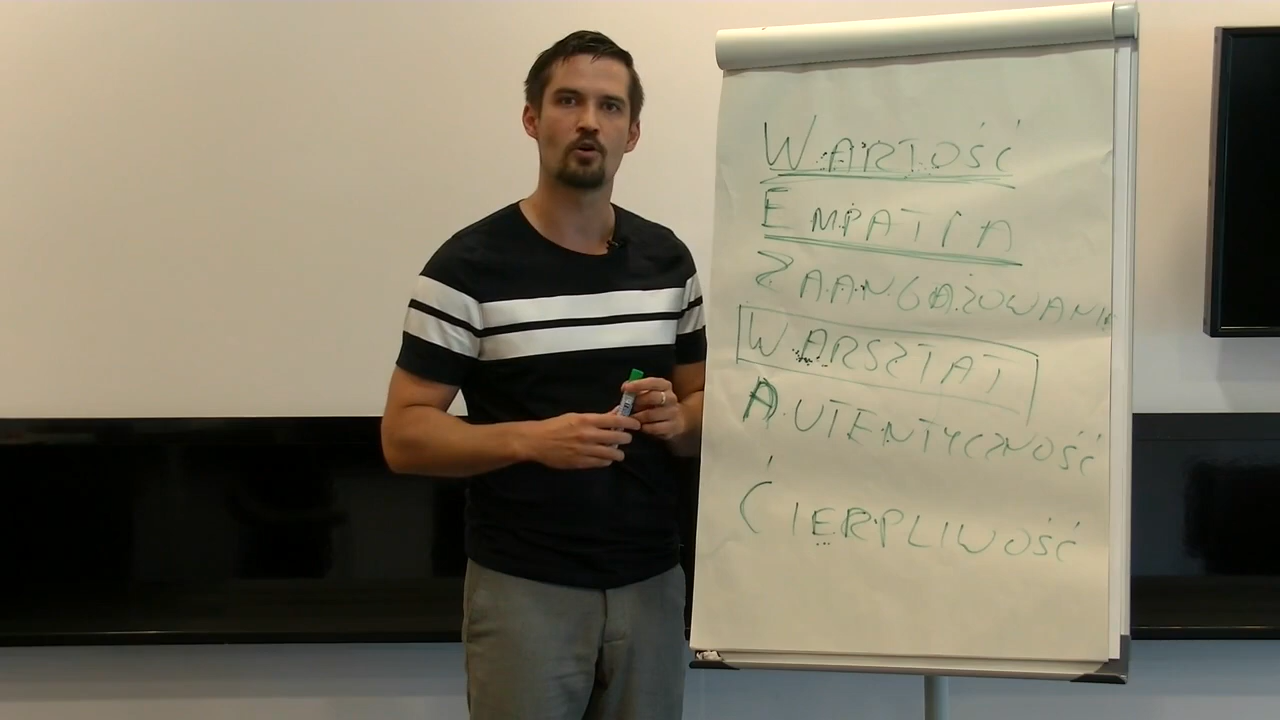 WARTOŚĆ
EMPATIA
ZAANGAŻOWANI
WARSZTAT
AUTENTYCZNOŚĆ
ĆIERPLIWOŚĆ